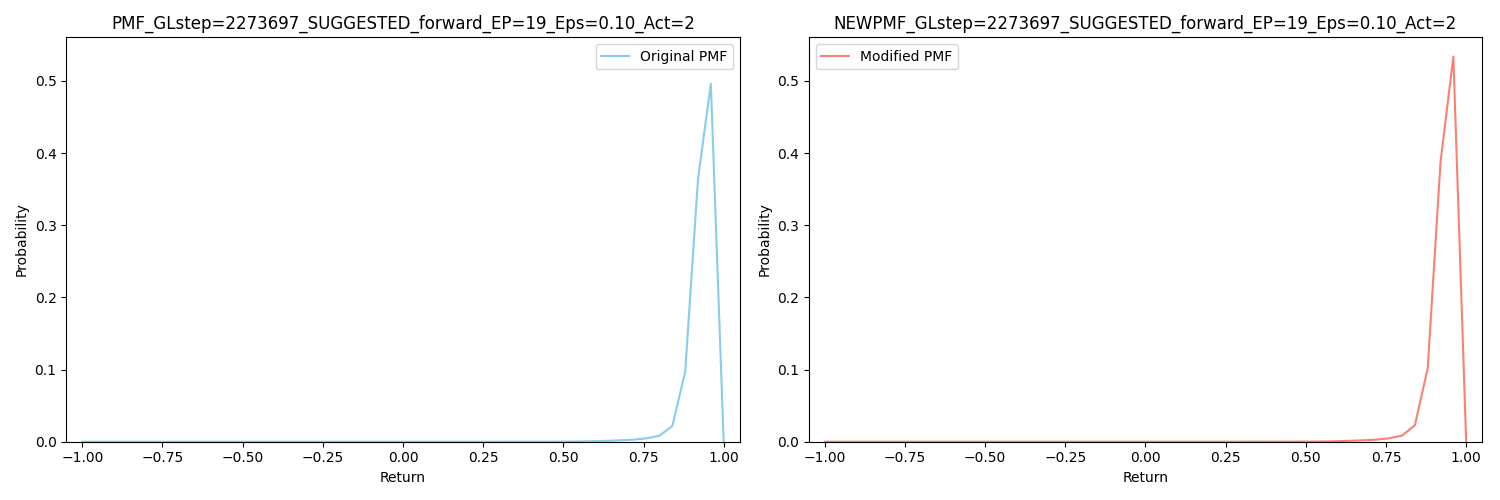 PMF_GLstep=2273697_SUGGESTED_forward_EP=19_Eps=0.10_Act=2
Original PMF
Probability
0.5
0.4
0.3
0.2
0.1
0.0
−1.00 −0.75 −0.50 −0.25 0.00 0.25 0.50 0.75 1.00
Return
NEWPMF_GLstep=2273697_SUGGESTED_forward_EP=19_Eps=0.10_Act=2
Modified PMF
Probability
0.5
0.4
0.3
0.2
0.1
0.0
−1.00 −0.75 −0.50 −0.25 0.00 0.25 0.50 0.75 1.00
Return